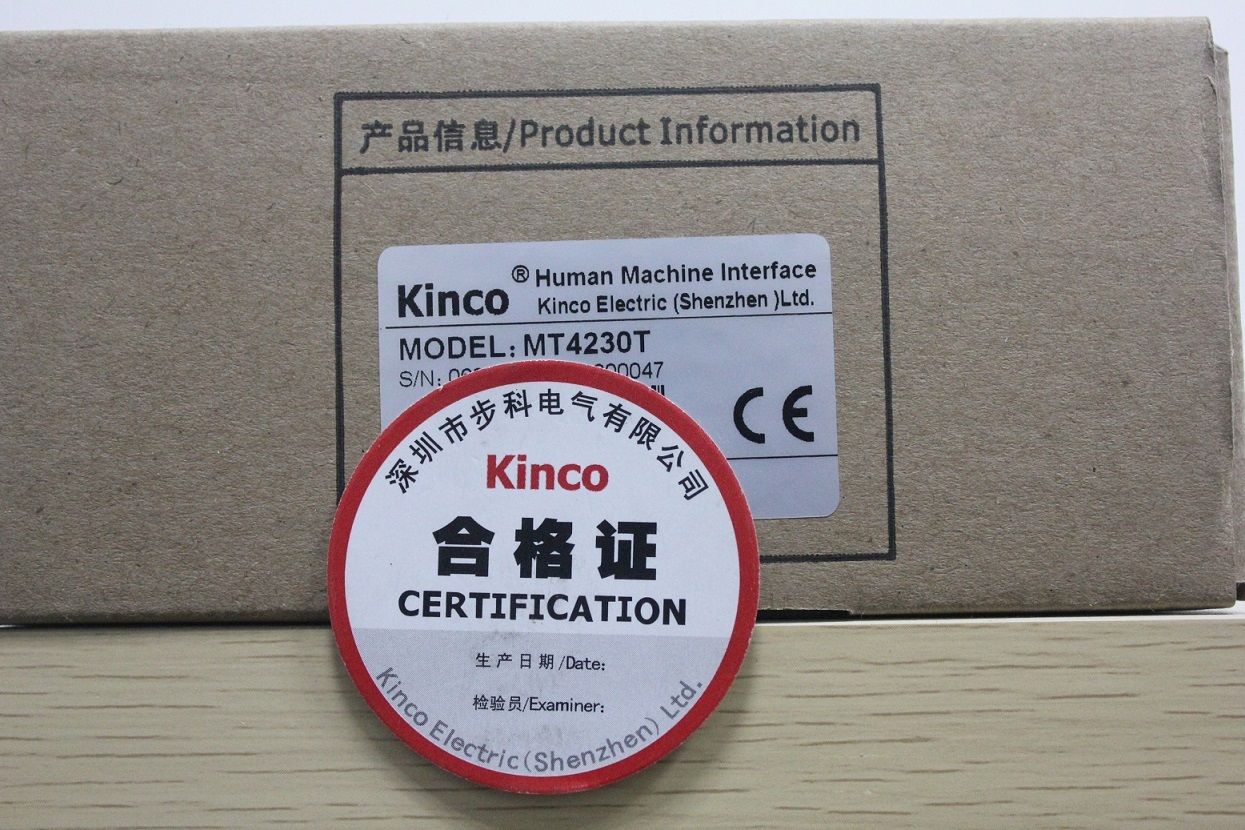 产品信息/Product Information
Kinco ® Human Machine Interface
Kinco Electric (Shenzhen )Ltd.
MODEL: MT4230T
S/N:
CE
深圳市步科电气有限公司
Kinco
合格证
CERTIFICATION
生产日期/Date:
检验员/Examiner:
Kinco Electric (Shenzhen) Ltd.